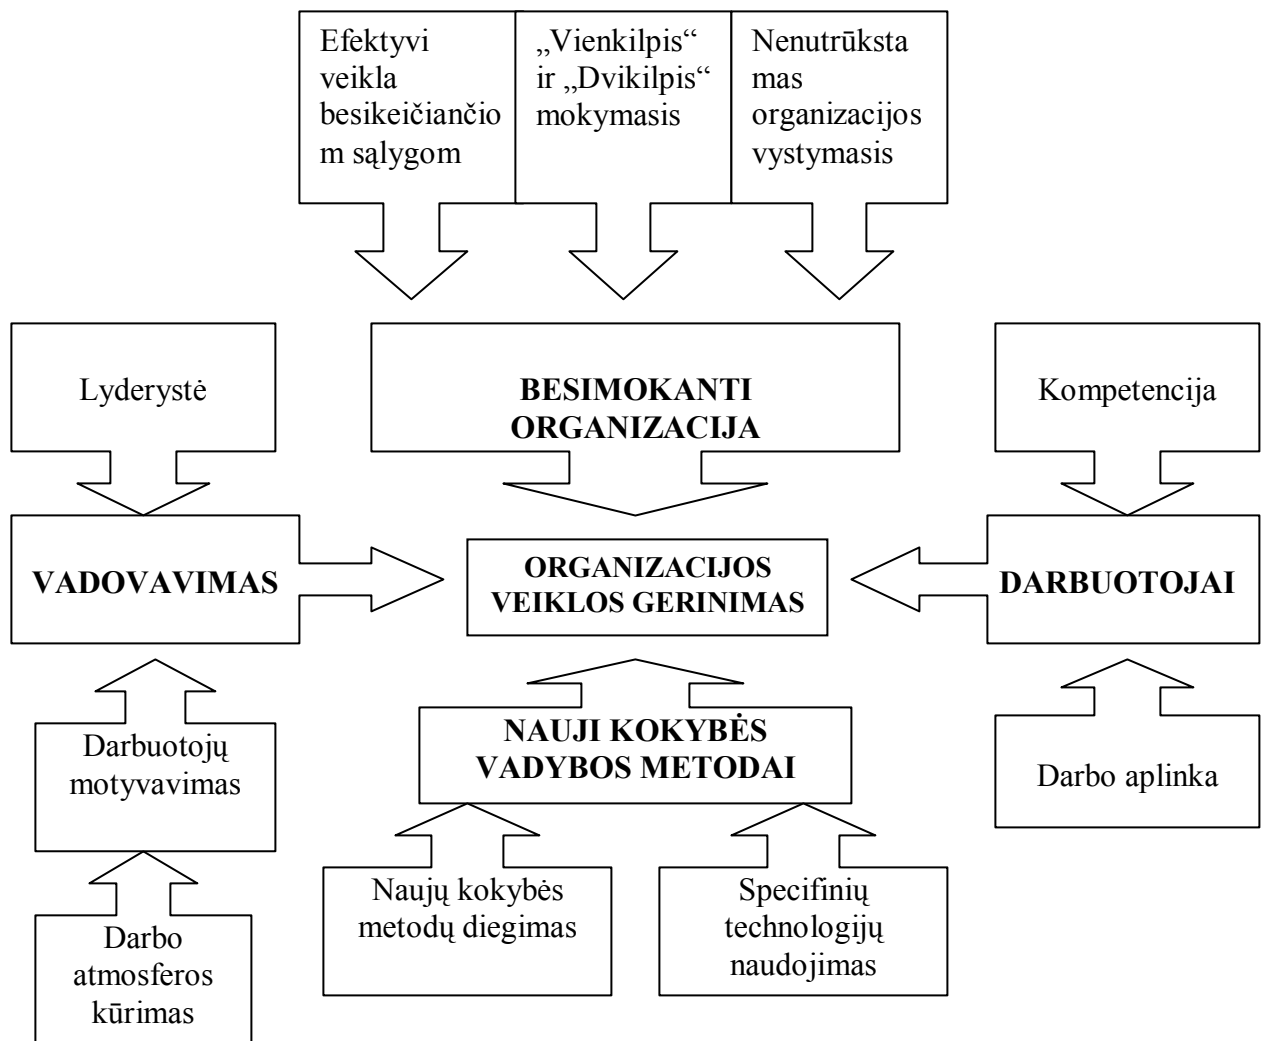 Efektyvi
veikla
besikeičiančio
m sąlygom
„Vienkilpis“
ir „Dvikilpis“
mokymasis
Nenutrūksta
mas
organizacijos
vystymasis
Lyderystė
BESIMOKANTI
ORGANIZACIJA
Kompetencija
VADOVAVIMAS
ORGANIZACIJOS
VEIKLOS GERINIMAS
DARBUOTOJAI
Darbuotojų
motyvavimas
NAUJI KOKYBĖS
VADYBOS METODAI
Darbo aplinka
Darbo
atmosferos
kūrimas
Naujų kokybės
metodų diegimas
Specifinių
technologijų
naudojimas